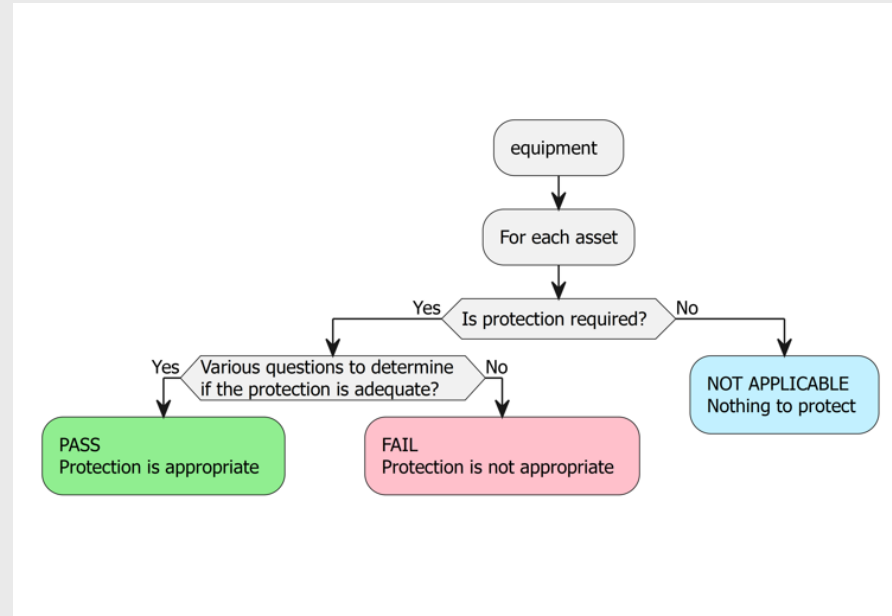 equipment
For each asset
Yes
Is protection required?
No
Yes
Various questions to determine
if the protection is adequate?
No
NOT APPLICABLE
Nothing to protect
PASS
Protection is appropriate
FAIL
Protection is not appropriate